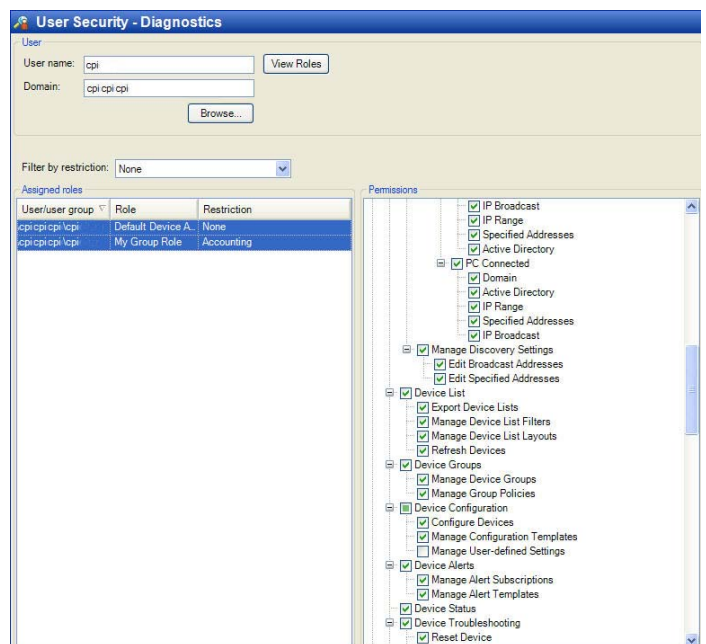 User Security - Diagnostics
User
User name: cpi View Roles
Domain: cpi cpi cpi
Browse...
Filter by restriction: None
Assigned roles
User/user group Role Restriction
\cpicpicpi\cpi Default Device A... None
\cpicpicpi\cpi My Group Role Accounting
Permissions
IP Broadcast
IP Range
Specified Addresses
Active Directory
PC Connected
Domain
Active Directory
IP Range
Specified Addresses
IP Broadcast
Manage Discovery Settings
Edit Broadcast Addresses
Edit Specified Addresses
Device List
Export Device Lists
Manage Device List Filters
Manage Device List Layouts
Refresh Devices
Device Groups
Manage Device Groups
Manage Group Policies
Device Configuration
Configure Devices
Manage Configuration Templates
Manage User-defined Settings
Device Alerts
Manage Alert Subscriptions
Manage Alert Templates
Device Status
Device Troubleshooting
Reset Device